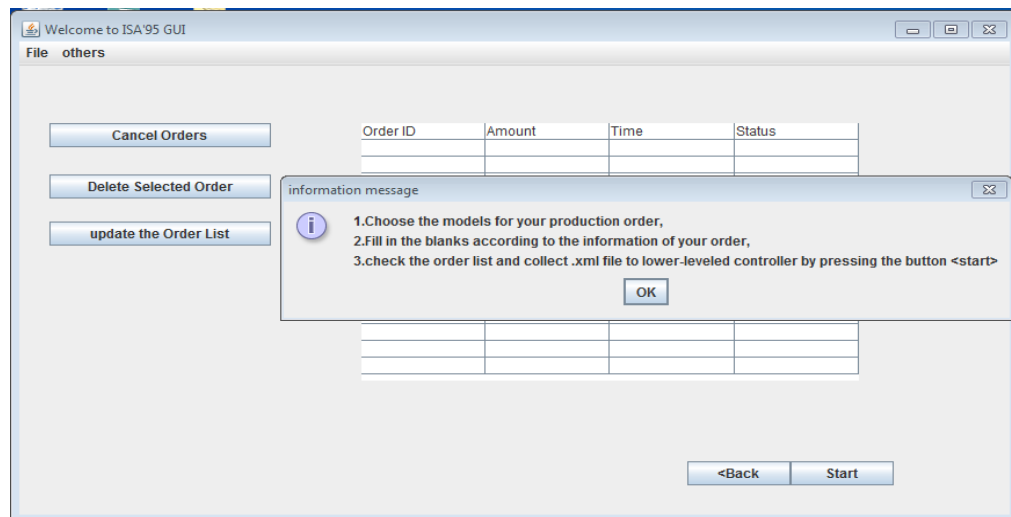 Welcome to ISA'95 GUI
File others
Cancel Orders
Order ID Amount Time Status
Delete Selected Order
information message
update the Order List
1.Choose the models for your production order,
2.Fill in the blanks according to the information of your order,
3.check the order list and collect .xml file to lower-leveled controller by pressing the button <start>
OK
<Back Start